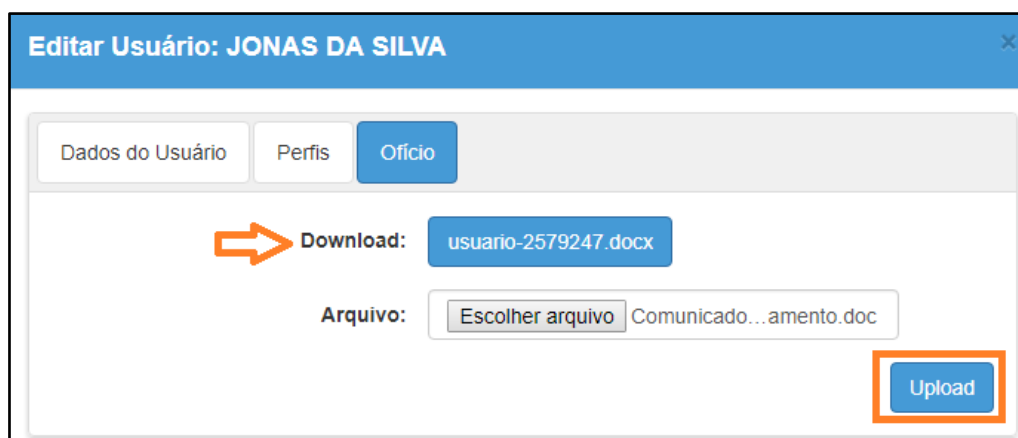 Editar Usuário: JONAS DA SILVA ×
Dados do Usuário Perfis Ofício
Download: usuario-2579247.docx
Arquivo: Escolher arquivo Comunicado...amento.doc
Upload